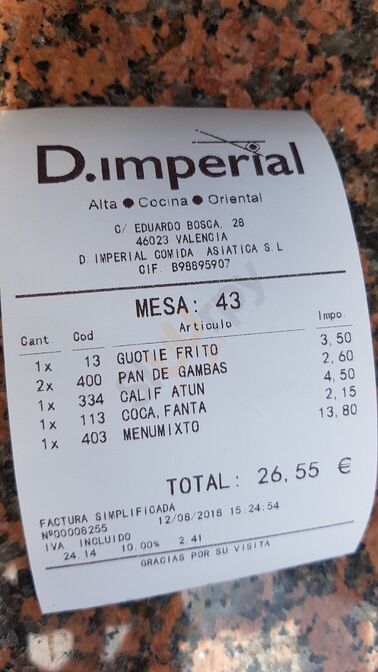 D.imperial
Alta ● Cocina ● Oriental
C/ EDUARDO BOSCA, 28
46023 VALENCIA
D. IMPERIAL COMIDA ASIATICA S.L
CIF. B98895907
MESA: 43
Cant. Cod Articulo Impo.
1x 13 GUOTIE FRITO 3,50
2x 400 PAN DE GAMBAS 2,60
1x 334 CALIF ATUN 4,50
1x 113 COCA, FANTA 2,15
1x 403 MENUMIXTO 13,80
TOTAL: 26,55 €
FACTURA SIMPLIFICADA
Nº00008255 12/08/2018 15:24:54
IVA INCLUIDO
24.14 10.00% 2.41
GRACIAS POR SU VISITA